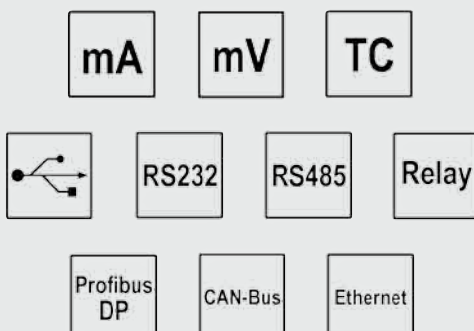 mA mV TC
RS232 RS485 Relay
Profibus
DP
CAN-Bus Ethernet